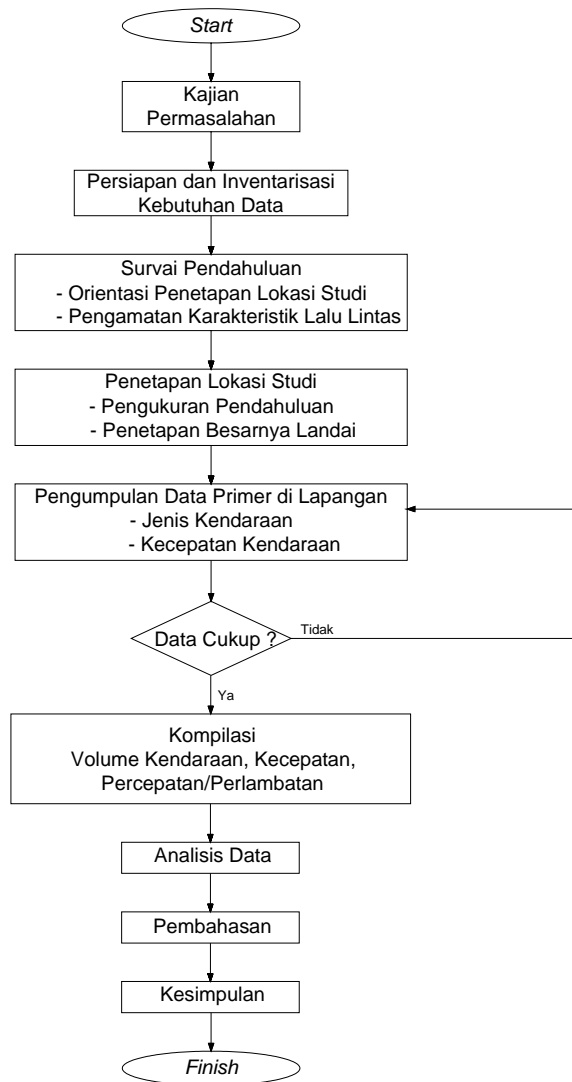 Start
Kajian
Permasalahan
Persiapan dan Inventarisasi
Kebutuhan Data
Survai Pendahuluan
- Orientasi Penetapan Lokasi Studi
- Pengamatan Karakteristik Lalu Lintas
Penetapan Lokasi Studi
- Pengukuran Pendahuluan
- Penetapan Besarnya Landai
Pengumpulan Data Primer di Lapangan
- Jenis Kendaraan
- Kecepatan Kendaraan
Data Cukup ?
Tidak
Ya
Kompilasi
Volume Kendaraan, Kecepatan,
Percepatan/Perlambatan
Analisis Data
Pembahasan
Kesimpulan
Finish